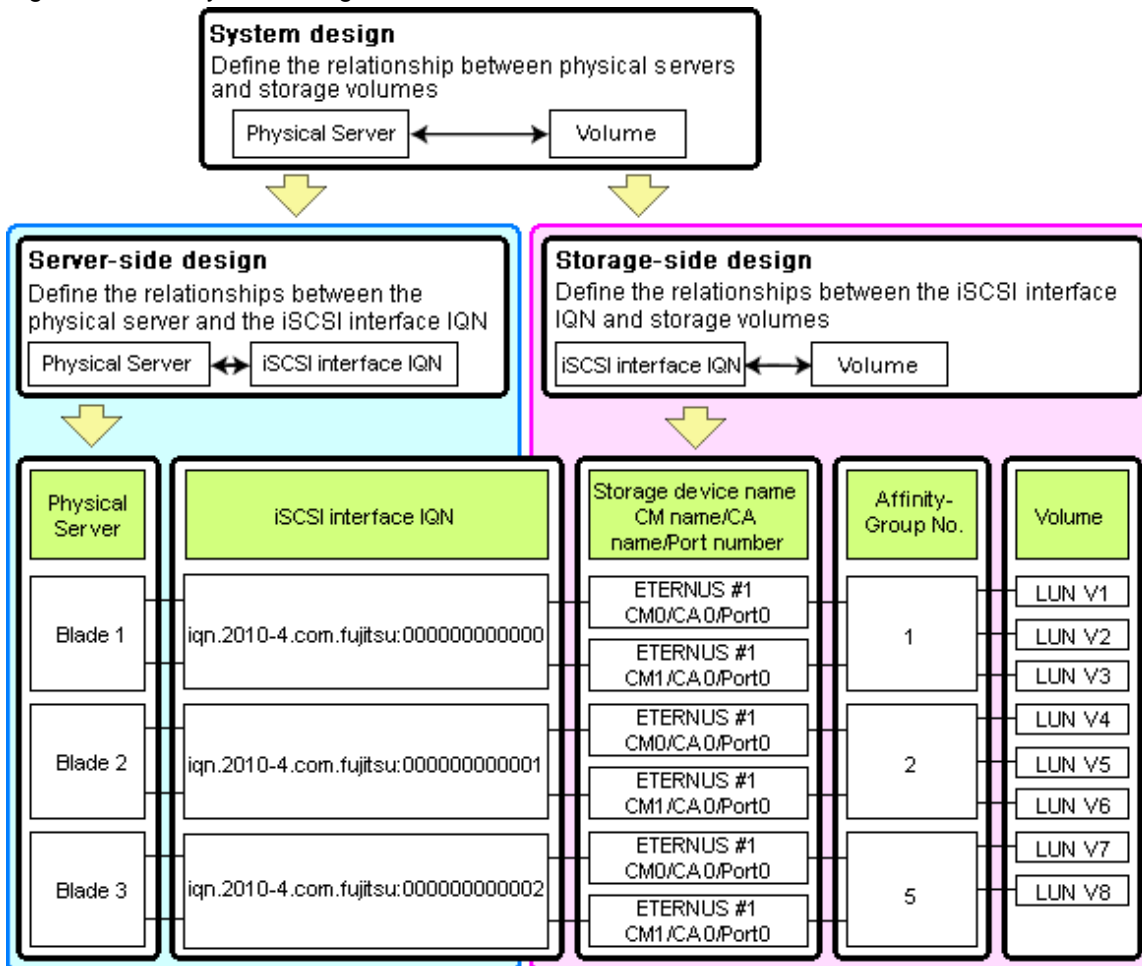 System design
Define the relationship between physical servers
and storage volumes
Physical Server
Volume
Server-side design
Define the relationships between the
physical server and the iSCSI interface IQN
Physical Server
iSCSI interface IQN
Storage-side design
Define the relationships between the iSCSI interface
IQN and storage volumes
iSCSI interface IQN
Volume
Physical
Server
iSCSI interface IQN
Storage device name
CM name/CA
name/Port number
Affinity-
Group No.
Volume
Blade 1
iqn.2010-4.com.fujitsu:000000000000
ETERNUS #1
CM0/CA0/Port0
ETERNUS #1
CM1/CA0/Port0
1
LUN V1
LUN V2
LUN V3
Blade 2
iqn.2010-4.com.fujitsu:000000000001
ETERNUS #1
CM0/CA0/Port0
ETERNUS #1
CM1/CA0/Port0
2
LUN V4
LUN V5
LUN V6
Blade 3
iqn.2010-4.com.fujitsu:000000000002
ETERNUS #1
CM0/CA0/Port0
ETERNUS #1
CM1/CA0/Port0
5
LUN V7
LUN V8